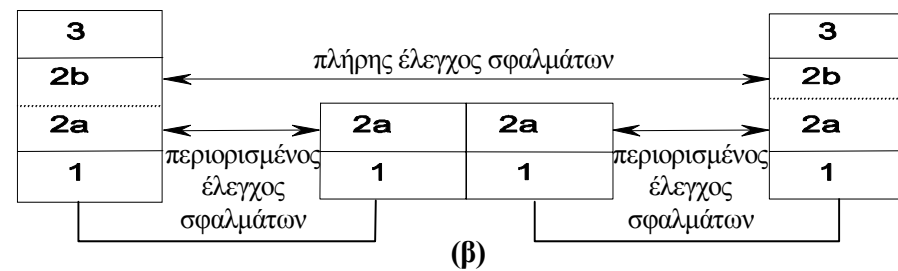 3
3
πλήρης έλεγχος σφαλμάτων
2b
2b
2a
2a
2a
2a
περιορισμένος
έλεγχος
σφαλμάτων
περιορισμένος
έλεγχος
σφαλμάτων
1
1
1
1
(β)